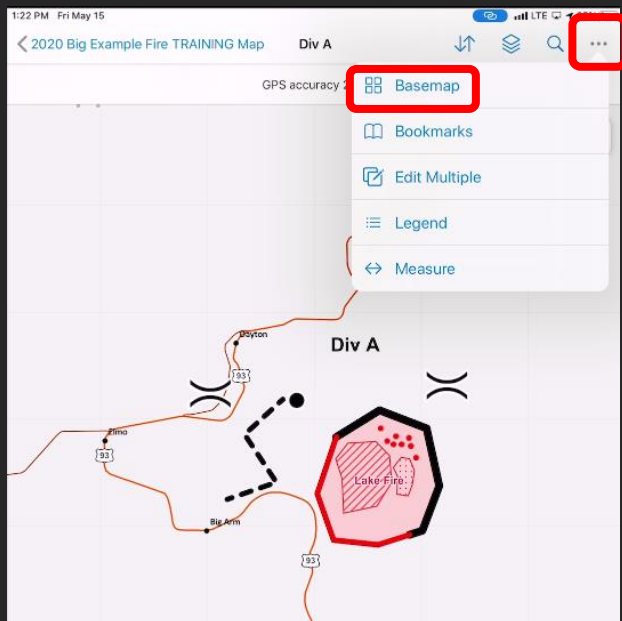 1:22 PM Fri May 15
LTE
2020 Big Example Fire TRAINING Map
Div A
GPS accuracy
Basemap
Bookmarks
Edit Multiple
Legend
Measure
Dayton
Div A
93
Elmo
93
Lake Fire
Big Arm
93